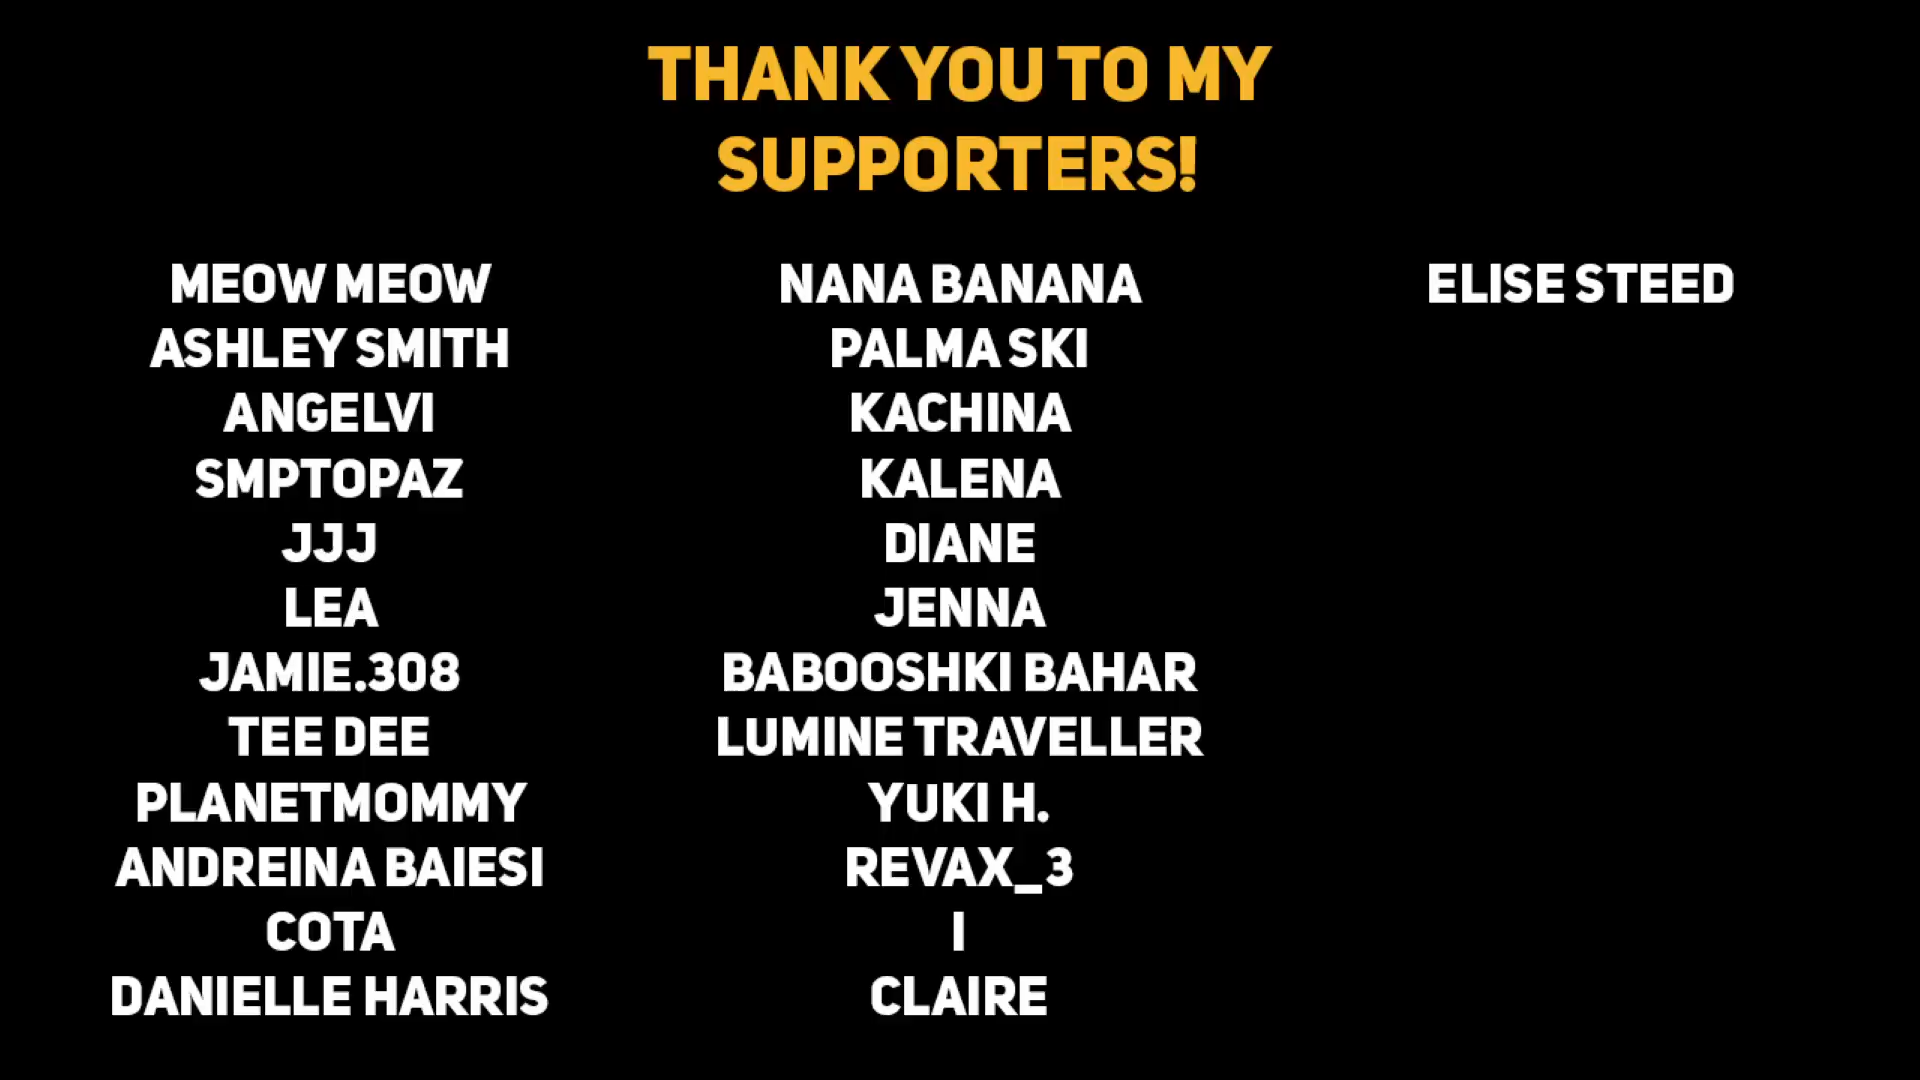 THANK YOU TO MY
SUPPORTERS!
MEOW MEOW
ASHLEY SMITH
ANGELVI
SMPTOPAZ
JJJ
LEA
JAMIE.308
TEE DEE
PLANETMOMMY
ANDREINA BAIESI
COTA
DANIELLE HARRIS
NANA BANANA
PALMA SKI
KACHINA
KALENA
DIANE
JENNA
BABOOSHKI BAHAR
LUMINE TRAVELLER
YUKI H.
REVAX_3
I
CLAIRE
ELISE STEED